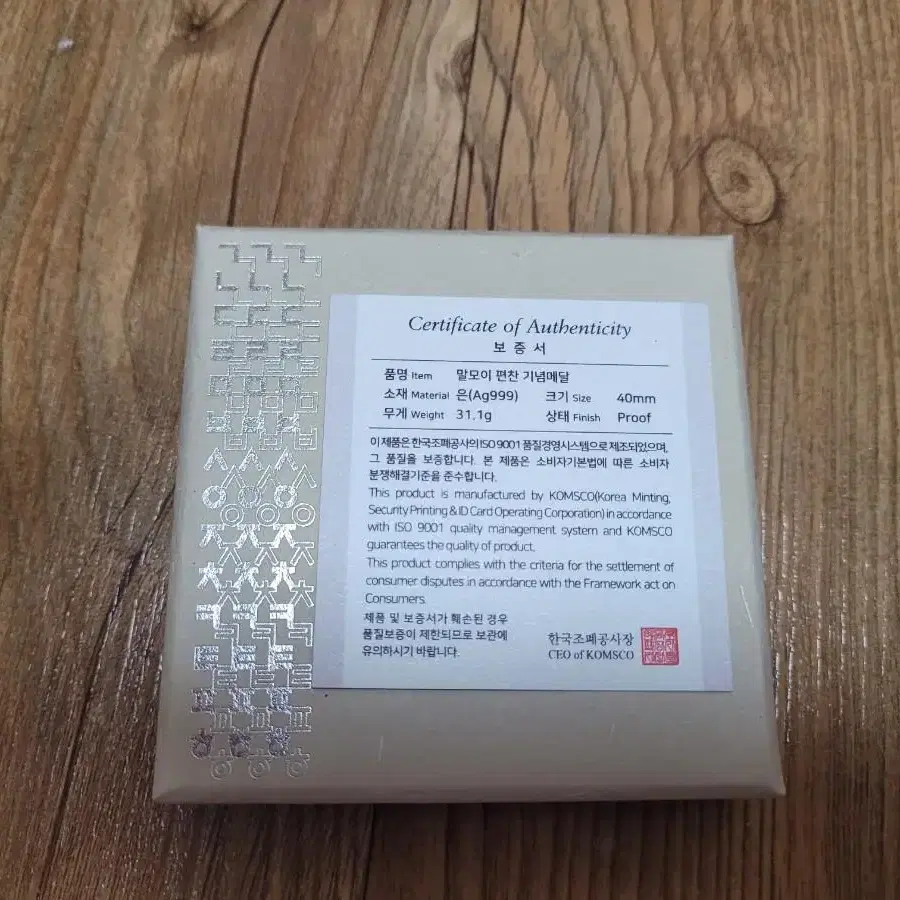 Certificate of Authenticity
보 증 서
품명 Item 말모이 편찬 기념메달
소재 Material 은(Ag999) 크기 Size 40mm
무게 Weight 31.1g 상태 Finish Proof
이 제품은 한국조폐공사의 ISO 9001 품질경영시스템으로 제조되었으며,
그 품질을 보증합니다. 본 제품은 소비자기본법에 따른 소비자
분쟁해결기준을 준수합니다.
This product is manufactured by KOMSCO(Korea Minting,
Security Printing & ID Card Operating Corporation) in accordance
with ISO 9001 quality management system and KOMSCO
guarantees the quality of product.
This product complies with the criteria for the settlement of
consumer disputes in accordance with the Framework act on
Consumers.
제품 및 보증서가 훼손된 경우
품질보증이 제한되므로 보관에
유의하시기 바랍니다.
한국조폐공사장
CEO of KOMSCO